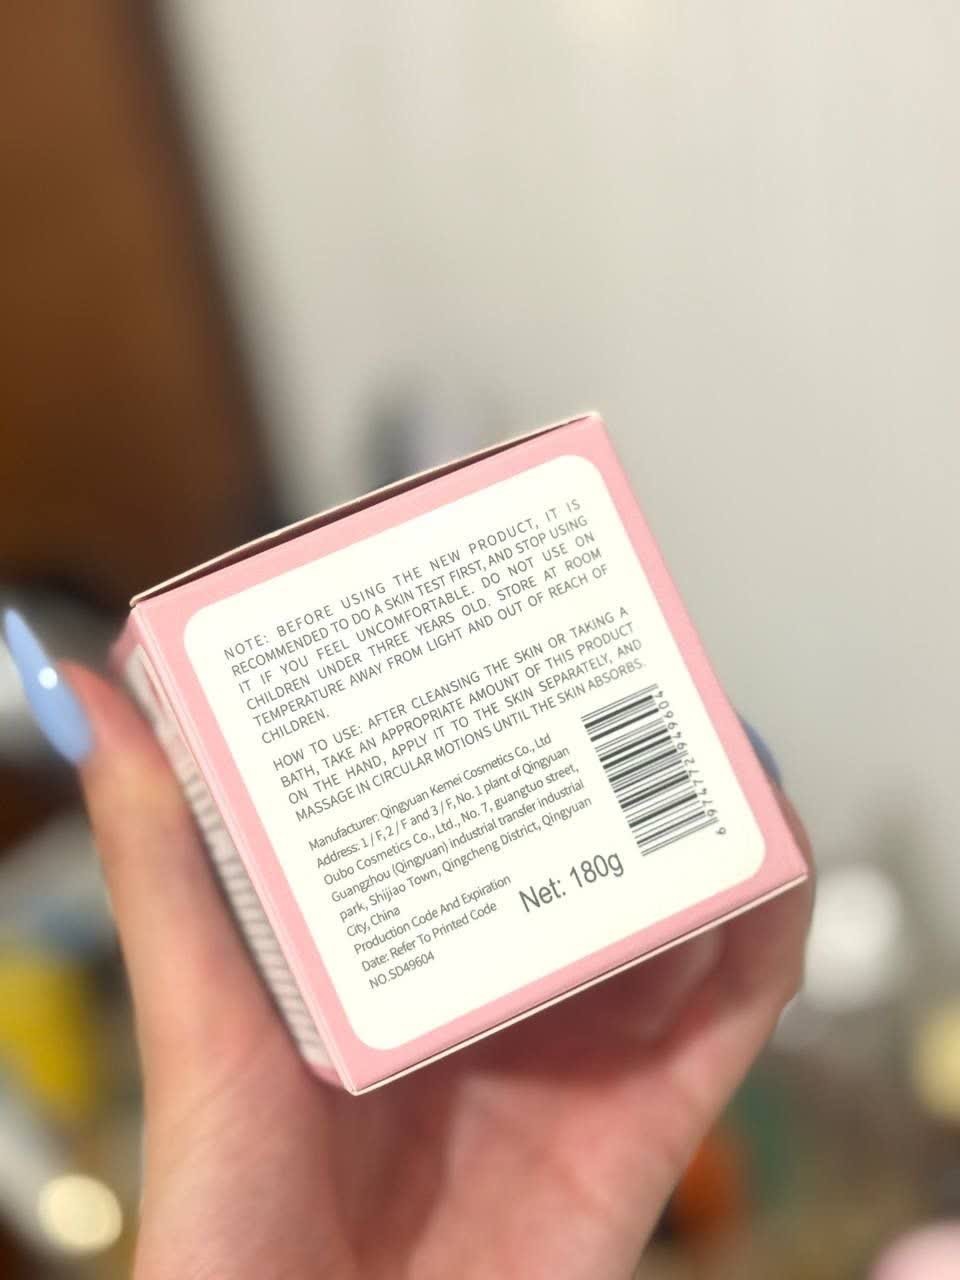 NOTE: BEFORE USING THE NEW PRODUCT, IT IS
RECOMMENDED TO DO A SKIN TEST FIRST, AND STOP USING
IT IF YOU FEEL UNCOMFORTABLE. DO NOT USE ON
CHILDREN UNDER THREE YEARS OLD. STORE AT ROOM
TEMPERATURE AWAY FROM LIGHT AND OUT OF REACH OF
CHILDREN.
HOW TO USE: AFTER CLEANSING THE SKIN OR TAKING A
BATH, TAKE AN APPROPRIATE AMOUNT OF THIS PRODUCT
ON THE HAND, APPLY IT TO THE SKIN SEPARATELY, AND
MASSAGE IN CIRCULAR MOTIONS UNTIL THE SKIN ABSORBS.
Manufacturer: Qingyuan Kemei Cosmetics Co., Ltd
Address: 1 / F, 2 / F and 3 / F, No. 1 plant of Qingyuan
Oubo Cosmetics Co., Ltd., No. 7, guangtuo street,
Guangzhou (Qingyuan) industrial transfer industrial
park, Shijiao Town, Qingcheng District, Qingyuan
City, China
Production Code And Expiration
Date: Refer To Printed Code
NO.SD49604
Net: 180g
6 974772 949604